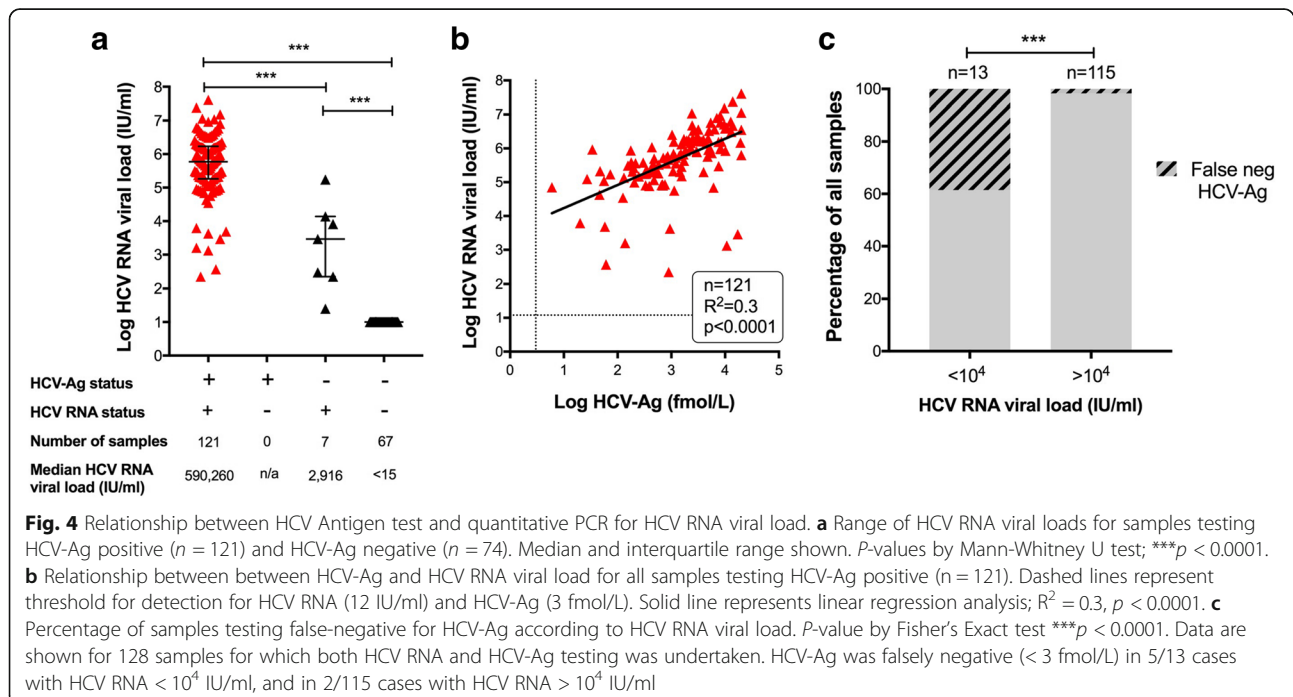 a
***
***
***
Log HCV RNA viral load (IU/ml)
8
7
6
5
4
3
2
1
0
HCV-Ag status + + - -
HCV RNA status + - + -
Number of samples 121 0 7 67
Median HCV RNA viral load (IU/ml) 590,260 n/a 2,916 <15
b
Log HCV RNA viral load (IU/ml)
8
7
6
5
4
3
2
1
0
0 1 2 3 4 5
Log HCV-Ag (fmol/L)
n=121
R²=0.3
p<0.0001
c
***
n=13 n=115
Percentage of all samples
100
80
60
40
20
0
<10⁴ >10⁴
HCV RNA viral load (IU/ml)
False neg
HCV-Ag
Fig. 4 Relationship between HCV Antigen test and quantitative PCR for HCV RNA viral load. a Range of HCV RNA viral loads for samples testing
HCV-Ag positive (n = 121) and HCV-Ag negative (n = 74). Median and interquartile range shown. P-values by Mann-Whitney U test; ***p < 0.0001.
b Relationship between between HCV-Ag and HCV RNA viral load for all samples testing HCV-Ag positive (n = 121). Dashed lines represent
threshold for detection for HCV RNA (12 IU/ml) and HCV-Ag (3 fmol/L). Solid line represents linear regression analysis; R² = 0.3, p < 0.0001. c
Percentage of samples testing false-negative for HCV-Ag according to HCV RNA viral load. P-value by Fisher's Exact test ***p < 0.0001. Data are
shown for 128 samples for which both HCV RNA and HCV-Ag testing was undertaken. HCV-Ag was falsely negative (< 3 fmol/L) in 5/13 cases
with HCV RNA < 10⁴ IU/ml, and in 2/115 cases with HCV RNA > 10⁴ IU/ml